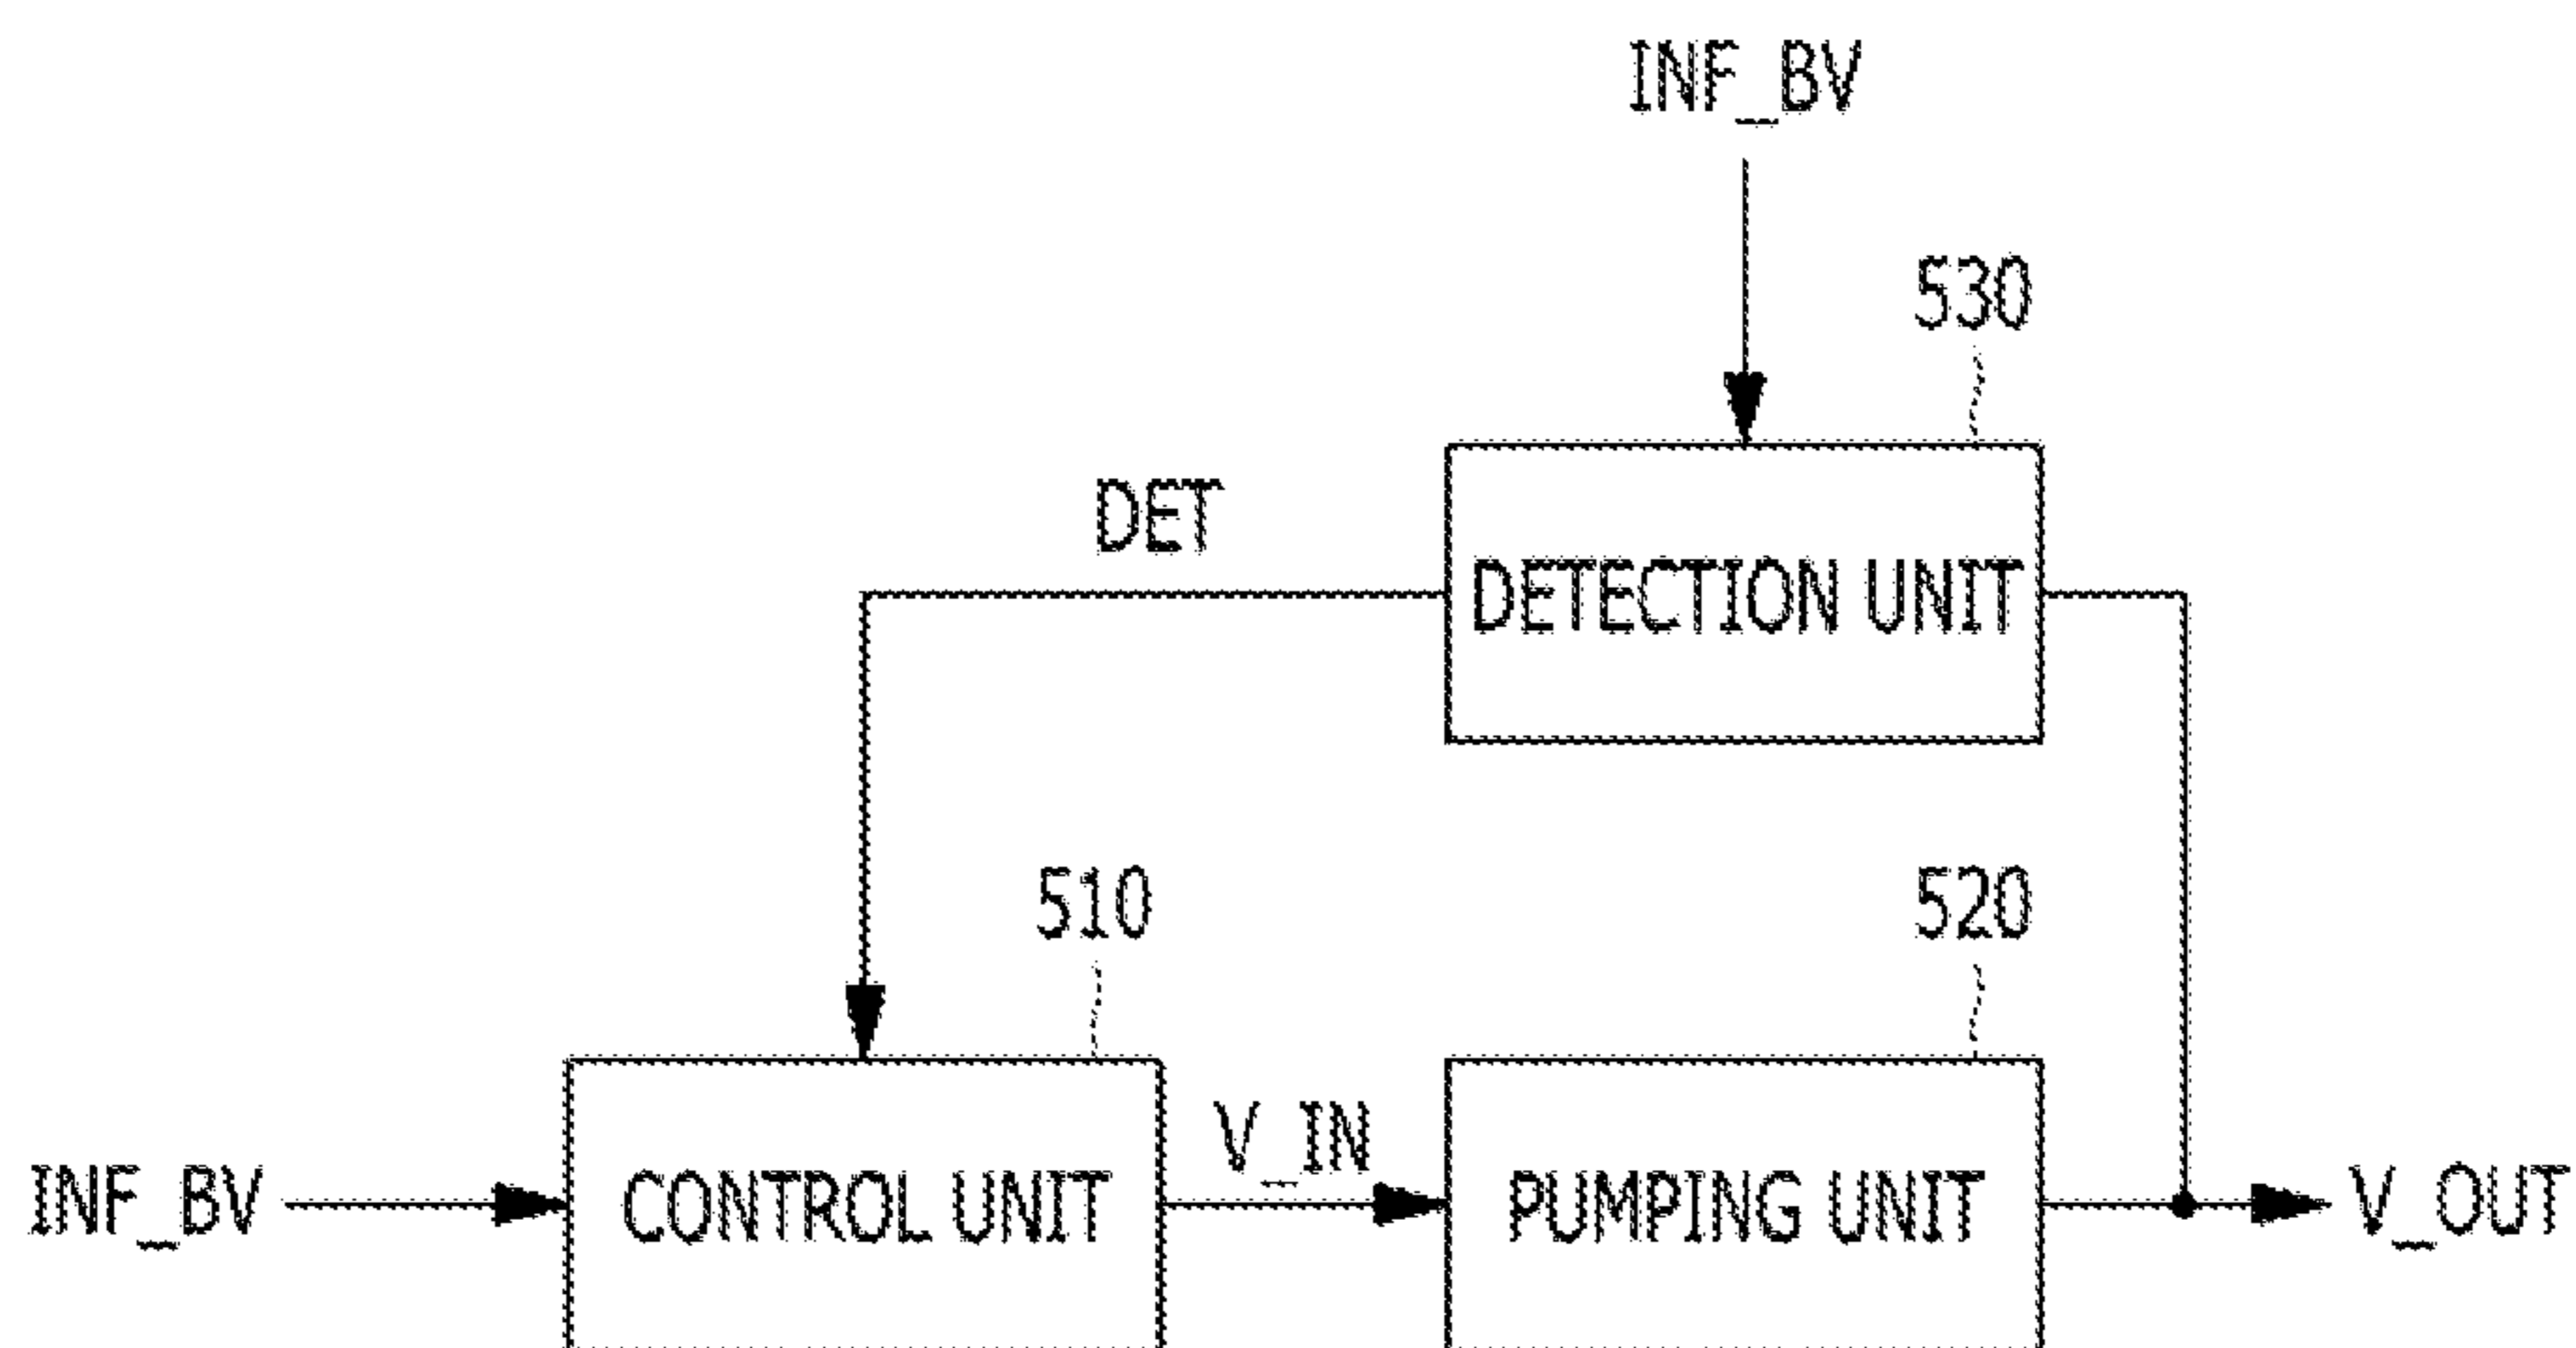 INF_BV
530
DET
DETECTION UNIT
510
520
INF_BV
CONTROL UNIT
V_IN
PUMPING UNIT
V_OUT